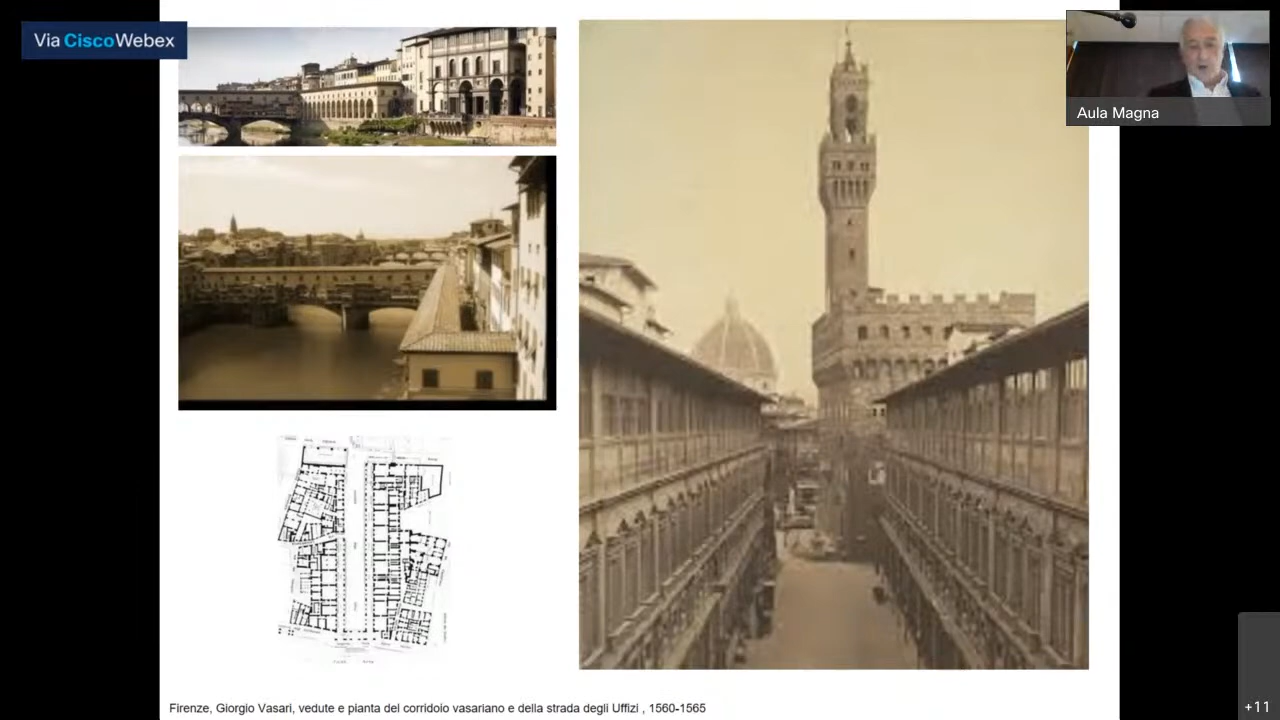 Via CiscoWebex
Aula Magna
Firenze, Giorgio Vasari, vedute e pianta del corridoio vasariano e della strada degli Uffizi , 1560-1565
+11